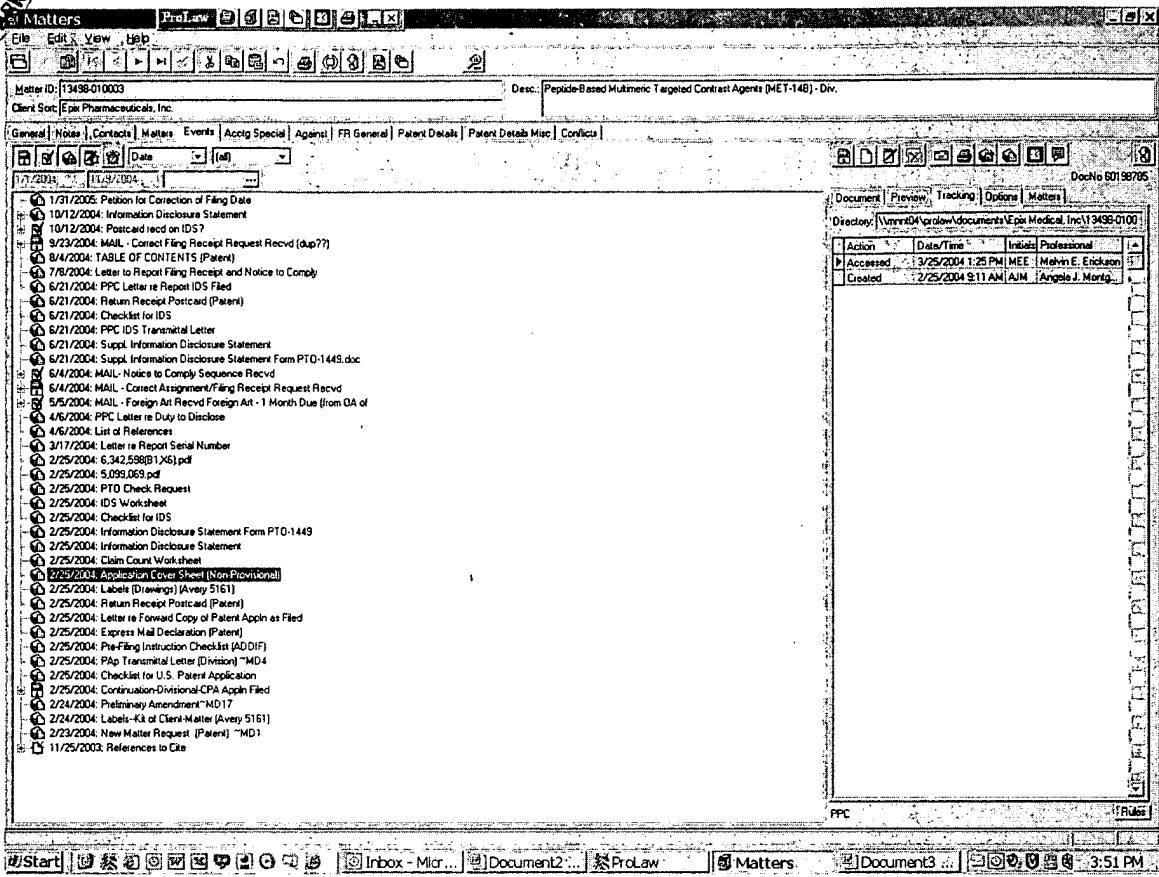 Matters ProLaw
File Edit View Help
Matter ID: 13498-010003 Desc.: Peptide-Based Multimeric Targeted Contrast Agents (MET-14B) - Div.
Client Sort: Epix Pharmaceuticals, Inc.
General Notes Contacts Matters Events Acctg Special Against FR General Patent Details Patent Details Misc Conflicts
Date (all)
1/1/2004 11/9/2004
DocNo 60198785
Document Preview Tracking Options Matters
Directory: \\mnnt04\prolaw\documents\Epix Medical, Inc\13498-0100
Action Date/Time Initials Professional
Accessed 3/25/2004 1:25 PM MEE Melvin E. Erickson
Created 2/25/2004 9:11 AM AJM Angela J. Montg...
1/31/2005: Petition for Correction of Filing Date
10/12/2004: Information Disclosure Statement
10/12/2004: Postcard recd on IDS?
9/23/2004: MAIL - Correct Filing Receipt Request Recvd (dup??)
8/4/2004: TABLE OF CONTENTS (Patent)
7/8/2004: Letter to Report Filing Receipt and Notice to Comply
6/21/2004: PPC Letter re Report IDS Filed
6/21/2004: Return Receipt Postcard (Patent)
6/21/2004: Checklist for IDS
6/21/2004: PPC IDS Transmittal Letter
6/21/2004: Suppl. Information Disclosure Statement
6/21/2004: Suppl. Information Disclosure Statement Form PTO-1449.doc
6/4/2004: MAIL- Notice to Comply Sequence Recvd
6/4/2004: MAIL - Correct Assignment/Filing Receipt Request Recvd
5/5/2004: MAIL - Foreign Art Recvd Foreign Art - 1 Month Due (from OA of
4/6/2004: PPC Letter re Duty to Disclose
4/6/2004: List of References
3/17/2004: Letter re Report Serial Number
2/25/2004: 6,342,598(B1,X6).pdf
2/25/2004: 5,099,069.pdf
2/25/2004: PTO Check Request
2/25/2004: IDS Worksheet
2/25/2004: Checklist for IDS
2/25/2004: Information Disclosure Statement Form PTO-1449
2/25/2004: Information Disclosure Statement
2/25/2004: Claim Count Worksheet
2/25/2004: Application Cover Sheet (Non-Provisional)
2/25/2004: Labels (Drawings) (Avery 5161)
2/25/2004: Return Receipt Postcard (Patent)
2/25/2004: Letter re Forward Copy of Patent Appln as Filed
2/25/2004: Express Mail Declaration (Patent)
2/25/2004: Pre-Filing Instruction Checklist (ADDIF)
2/25/2004: PAp Transmittal Letter (Division) ~MD4
2/25/2004: Checklist for U.S. Patent Application
2/25/2004: Continuation-Divisional-CPA Appln Filed
2/24/2004: Preliminary Amendment~MD17
2/24/2004: Labels--Kit of Client-Matter (Avery 5161)
2/23/2004: New Matter Request (Patent) ~MD1
11/25/2003: References to Cite
PPC Rules
Start Inbox - Micr... Document2 ... ProLaw Matters Document3 ... 3:51 PM